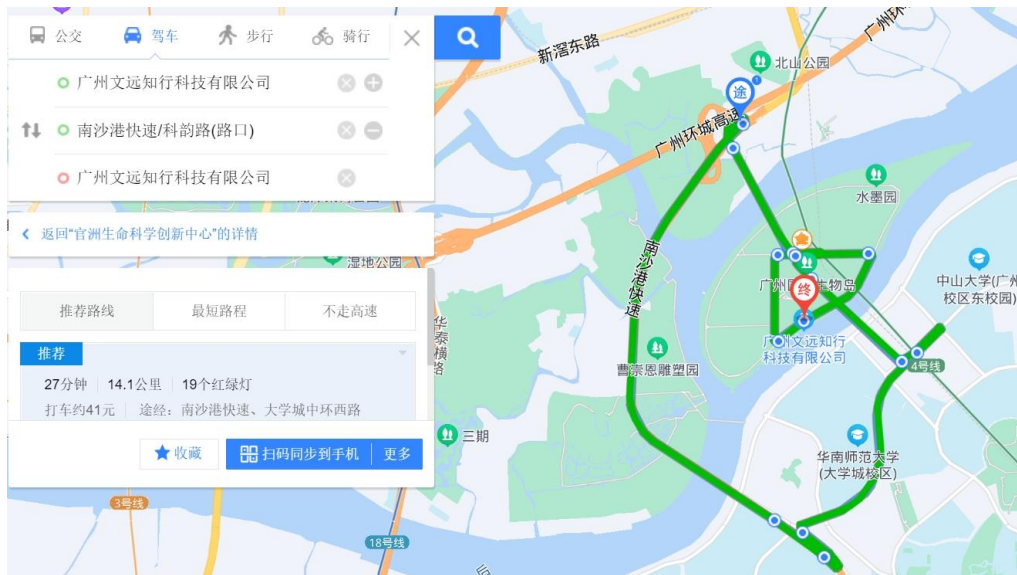 公交 驾车 步行 骑行
广州文远知行科技有限公司
南沙港快速/科韵路(路口)
广州文远知行科技有限公司
返回"官洲生命科学创新中心"的详情
湿地公园
推荐路线 最短路程 不走高速
推荐
27分钟 14.1公里 19个红绿灯
打车约41元 途经：南沙港快速、大学城中环西路
收藏 扫码同步到手机 更多
3号线
18号线
华泰横路
三期
新滘东路
北山公园
途
广州环城高速
广州环
水墨园
南沙港快速
终
广州文远知行
科技有限公司
曹崇恩雕塑园
中山大学(广州
校区东校园)
4号线
华南师范大学
(大学城校区)